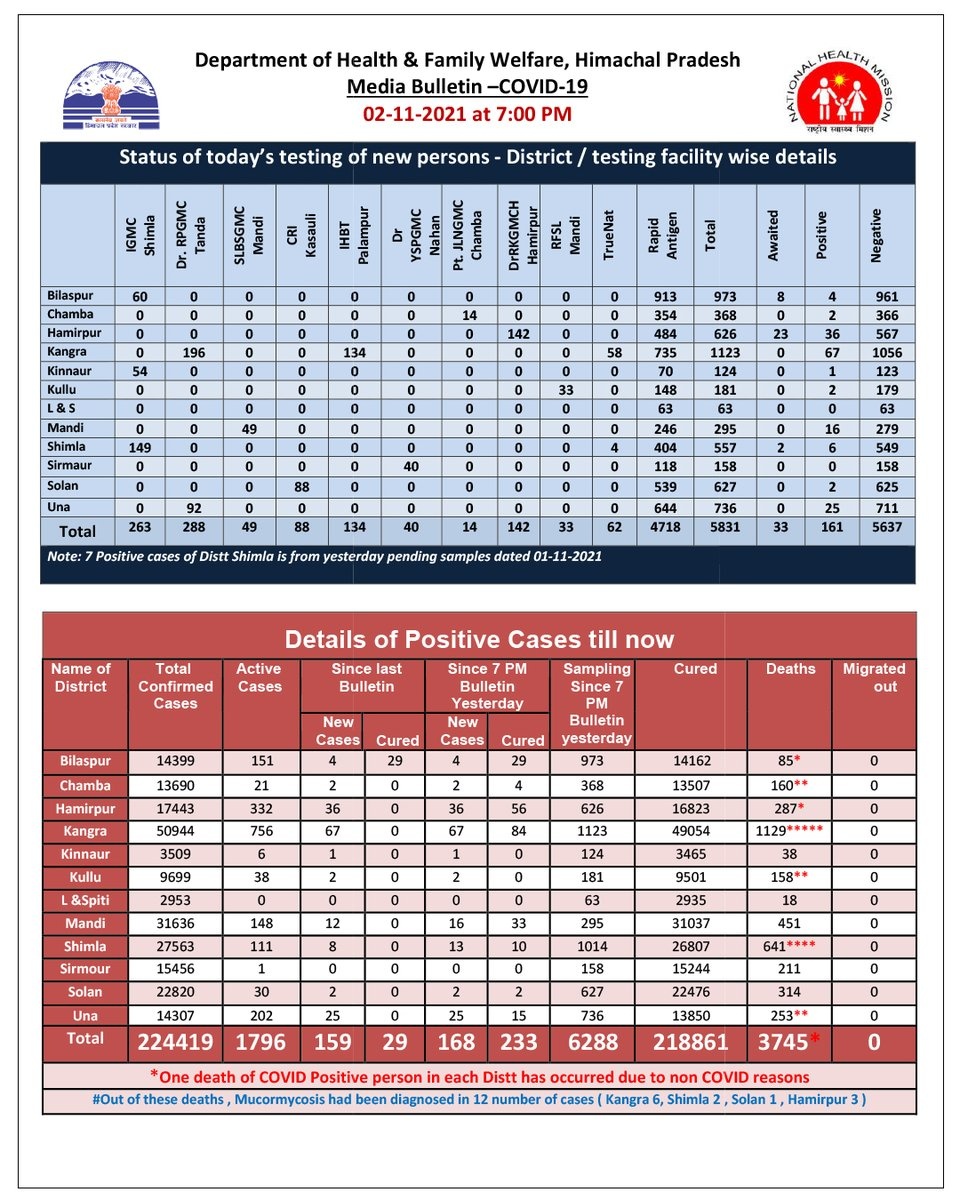 Department of Health & Family Welfare, Himachal Pradesh
Media Bulletin –COVID-19
02-11-2021 at 7:00 PM
NATIONAL HEALTH MISSION
राष्ट्रीय स्वास्थ्य मिशन
हिमाचल प्रदेश सरकार
Status of today's testing of new persons - District / testing facility wise details
IGMC Shimla Dr. RPGMC Tanda SLBSGMC Mandi CRI Kasauli IHBT Palampur Dr YSPGMC Nahan Pt. JLNGMC Chamba DrRKGMCH Hamirpur RFSL Mandi TrueNat Rapid Antigen Total Awaited Positive Negative
Bilaspur 60 0 0 0 0 0 0 0 0 0 913 973 8 4 961
Chamba 0 0 0 0 0 0 14 0 0 0 354 368 0 2 366
Hamirpur 0 0 0 0 0 0 0 142 0 0 484 626 23 36 567
Kangra 0 196 0 0 134 0 0 0 0 58 735 1123 0 67 1056
Kinnaur 54 0 0 0 0 0 0 0 0 0 70 124 0 1 123
Kullu 0 0 0 0 0 0 0 0 33 0 148 181 0 2 179
L & S 0 0 0 0 0 0 0 0 0 0 63 63 0 0 63
Mandi 0 0 49 0 0 0 0 0 0 0 246 295 0 16 279
Shimla 149 0 0 0 0 0 0 0 0 4 404 557 2 6 549
Sirmaur 0 0 0 0 0 40 0 0 0 0 118 158 0 0 158
Solan 0 0 0 88 0 0 0 0 0 0 539 627 0 2 625
Una 0 92 0 0 0 0 0 0 0 0 644 736 0 25 711
Total 263 288 49 88 134 40 14 142 33 62 4718 5831 33 161 5637
Note: 7 Positive cases of Distt Shimla is from yesterday pending samples dated 01-11-2021
Details of Positive Cases till now
Name of District Total Confirmed Cases Active Cases Since last Bulletin Since 7 PM Bulletin Yesterday Sampling Since 7 PM Bulletin yesterday Cured Deaths Migrated out
New Cases Cured New Cases Cured
Bilaspur 14399 151 4 29 4 29 973 14162 85* 0
Chamba 13690 21 2 0 2 4 368 13507 160** 0
Hamirpur 17443 332 36 0 36 56 626 16823 287* 0
Kangra 50944 756 67 0 67 84 1123 49054 1129***** 0
Kinnaur 3509 6 1 0 1 0 124 3465 38 0
Kullu 9699 38 2 0 2 0 181 9501 158** 0
L &Spiti 2953 0 0 0 0 0 63 2935 18 0
Mandi 31636 148 12 0 16 33 295 31037 451 0
Shimla 27563 111 8 0 13 10 1014 26807 641**** 0
Sirmour 15456 1 0 0 0 0 158 15244 211 0
Solan 22820 30 2 0 2 2 627 22476 314 0
Una 14307 202 25 0 25 15 736 13850 253** 0
Total 224419 1796 159 29 168 233 6288 218861 3745* 0
*One death of COVID Positive person in each Distt has occurred due to non COVID reasons
#Out of these deaths , Mucormycosis had been diagnosed in 12 number of cases ( Kangra 6, Shimla 2 , Solan 1 , Hamirpur 3 )